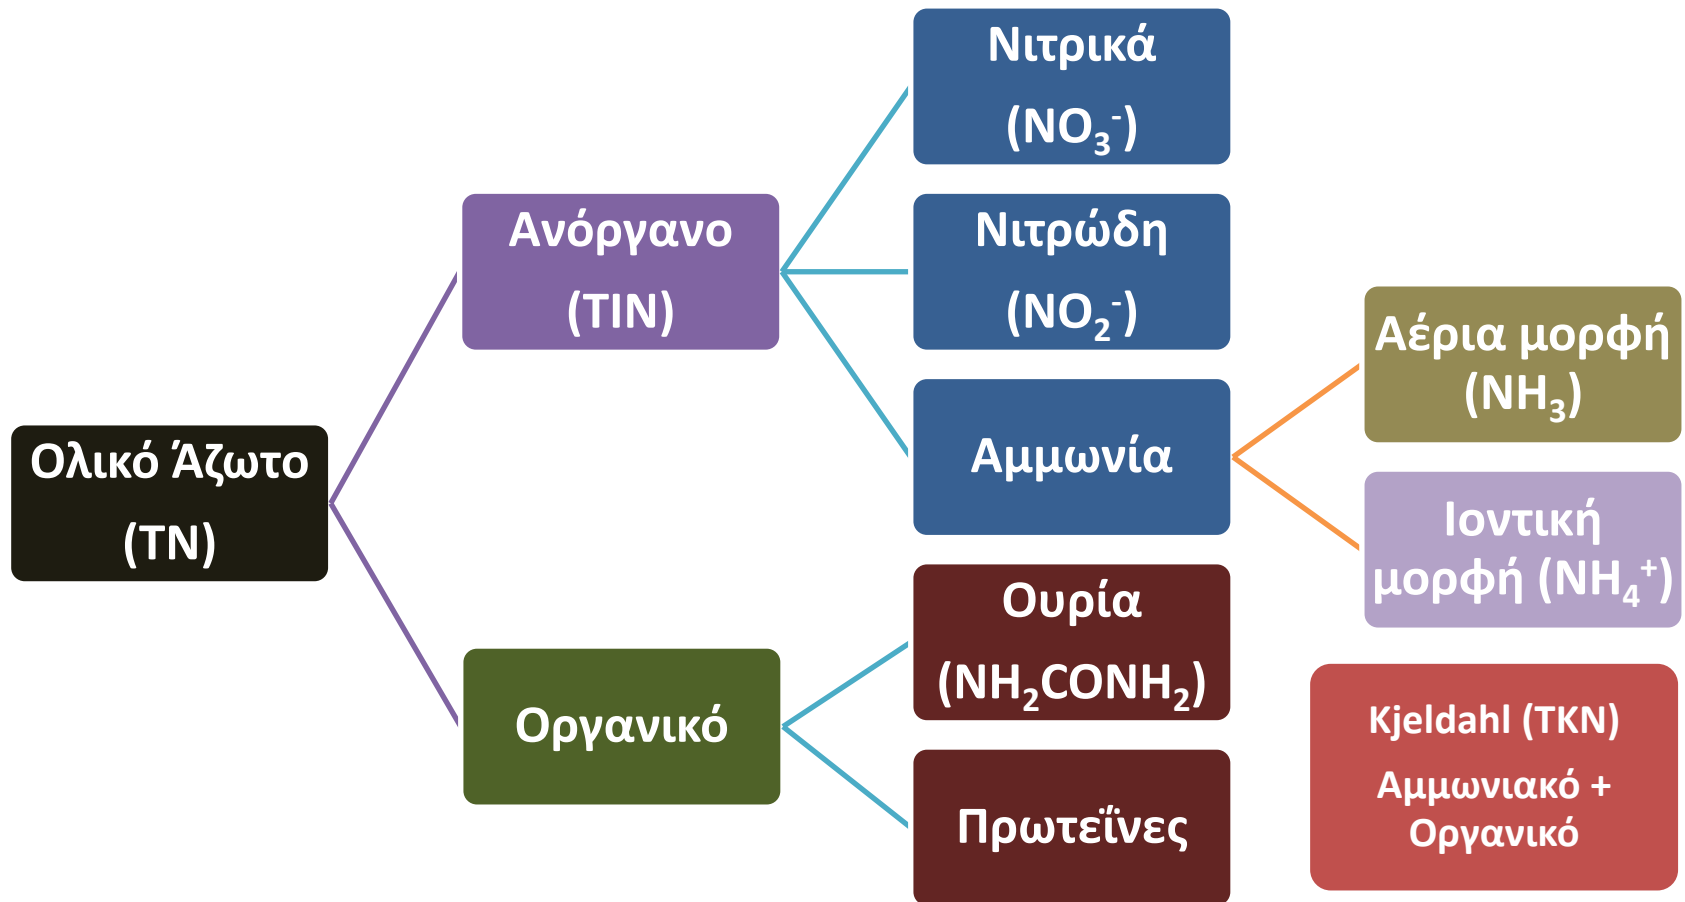 Νιτρικά
(NO₃⁻)
Ανόργανο
(TIN)
Νιτρώδη
(NO₂⁻)
Αέρια μορφή
(NH₃)
Ολικό Άζωτο
(TN)
Αμμωνία
Ιοντική
μορφή (NH₄⁺)
Ουρία
(NH₂CONH₂)
Οργανικό
Πρωτεΐνες
Kjeldahl (TKN)
Αμμωνιακό +
Οργανικό